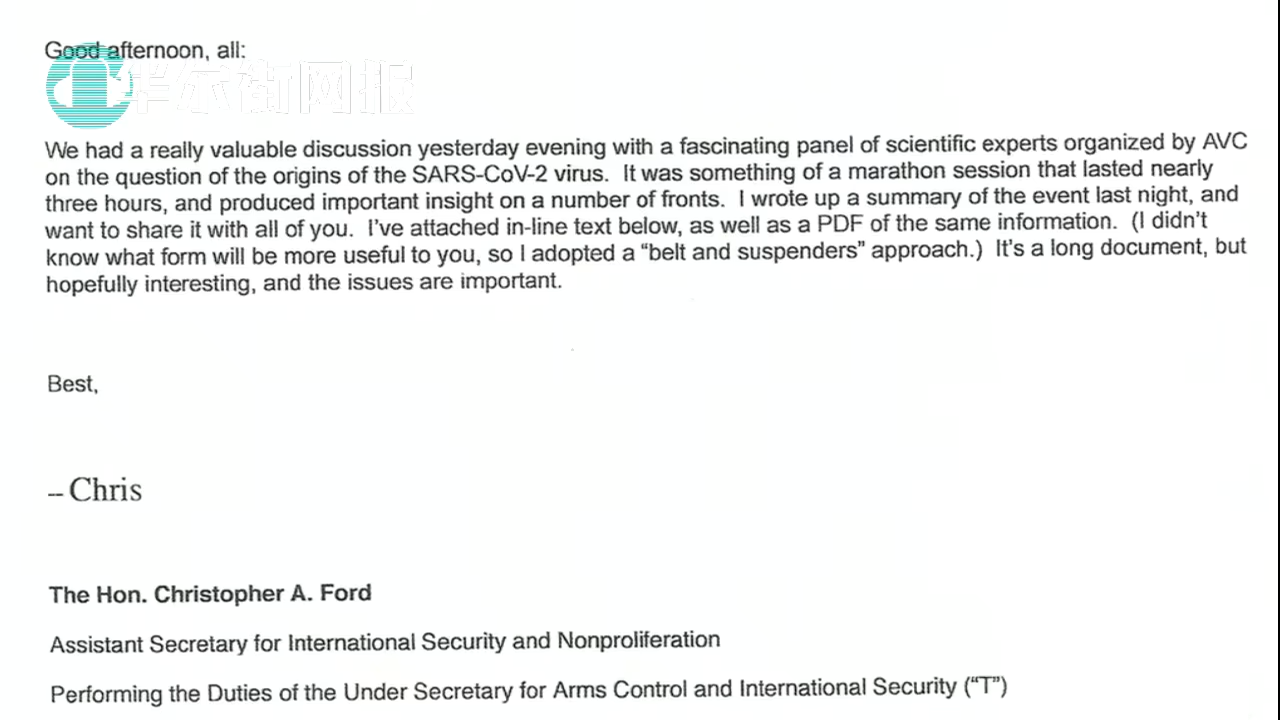 Good afternoon, all:
华尔街网报
We had a really valuable discussion yesterday evening with a fascinating panel of scientific experts organized by AVC
on the question of the origins of the SARS-CoV-2 virus.  It was something of a marathon session that lasted nearly
three hours, and produced important insight on a number of fronts.  I wrote up a summary of the event last night, and
want to share it with all of you.  I've attached in-line text below, as well as a PDF of the same information.  (I didn't
know what form will be more useful to you, so I adopted a “belt and suspenders” approach.)  It's a long document, but
hopefully interesting, and the issues are important.
Best,
-- Chris
The Hon. Christopher A. Ford
Assistant Secretary for International Security and Nonproliferation
Performing the Duties of the Under Secretary for Arms Control and International Security (“T”)